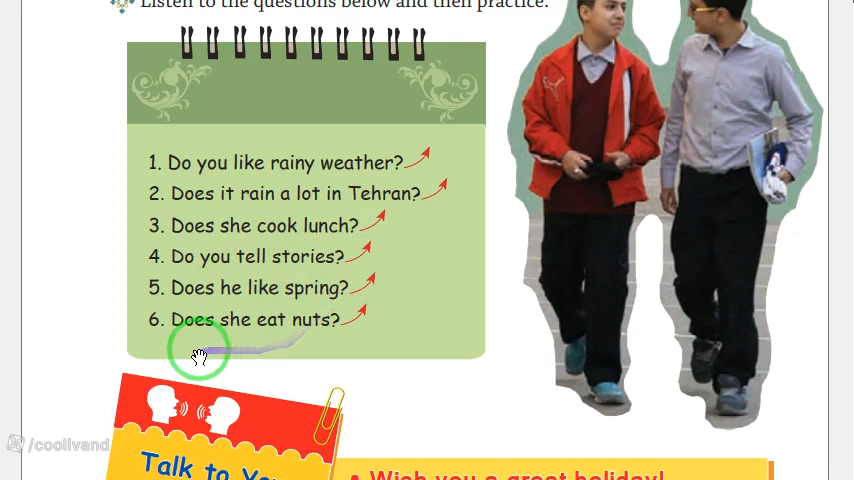 Listen to the questions below and then practice.
1. Do you like rainy weather?
2. Does it rain a lot in Tehran?
3. Does she cook lunch?
4. Do you tell stories?
5. Does he like spring?
6. Does she eat nuts?
/coolivand
Talk to
Wish you a great holiday!